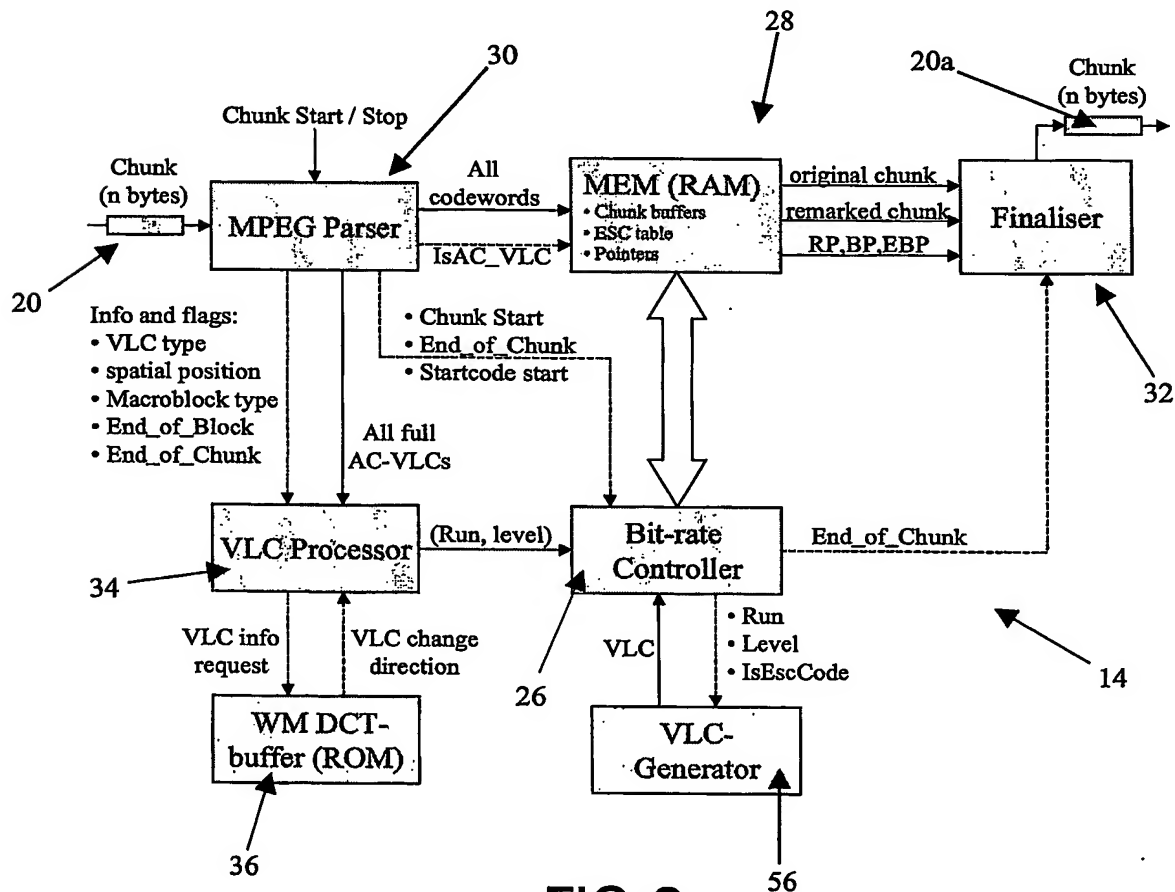 28
30
20a
Chunk
(n bytes)
Chunk Start / Stop
Chunk
(n bytes)
MPEG Parser
All
codewords
IsAC_VLC
MEM (RAM)
• Chunk buffers
• ESC table
• Pointers
original chunk
remarked chunk
RP,BP,EBP
Finaliser
20
32
Info and flags:
• VLC type
• spatial position
• Macroblock type
• End_of_Block
• End_of_Chunk
All full
AC-VLCs
• Chunk Start
• End_of_Chunk
• Startcode start
VLC Processor
34
(Run, level)
Bit-rate
Controller
26
End_of_Chunk
14
VLC info
request
VLC change
direction
VLC
• Run
• Level
• IsEscCode
WM DCT-
buffer (ROM)
36
VLC-
Generator
56